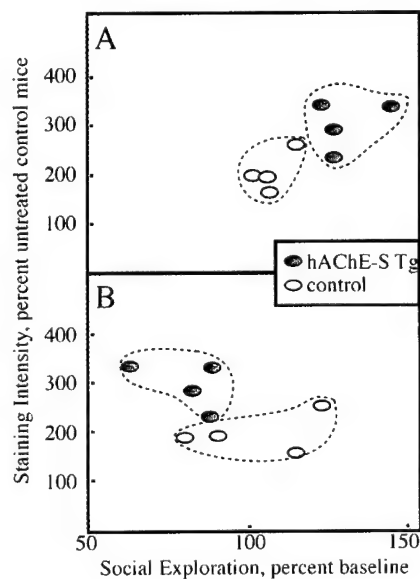 A
400
300
200
100
hAChE-S Tg
control
B
400
300
200
100
50
100
150
Social Exploration, percent baseline
Staining Intensity, percent untreated control mice